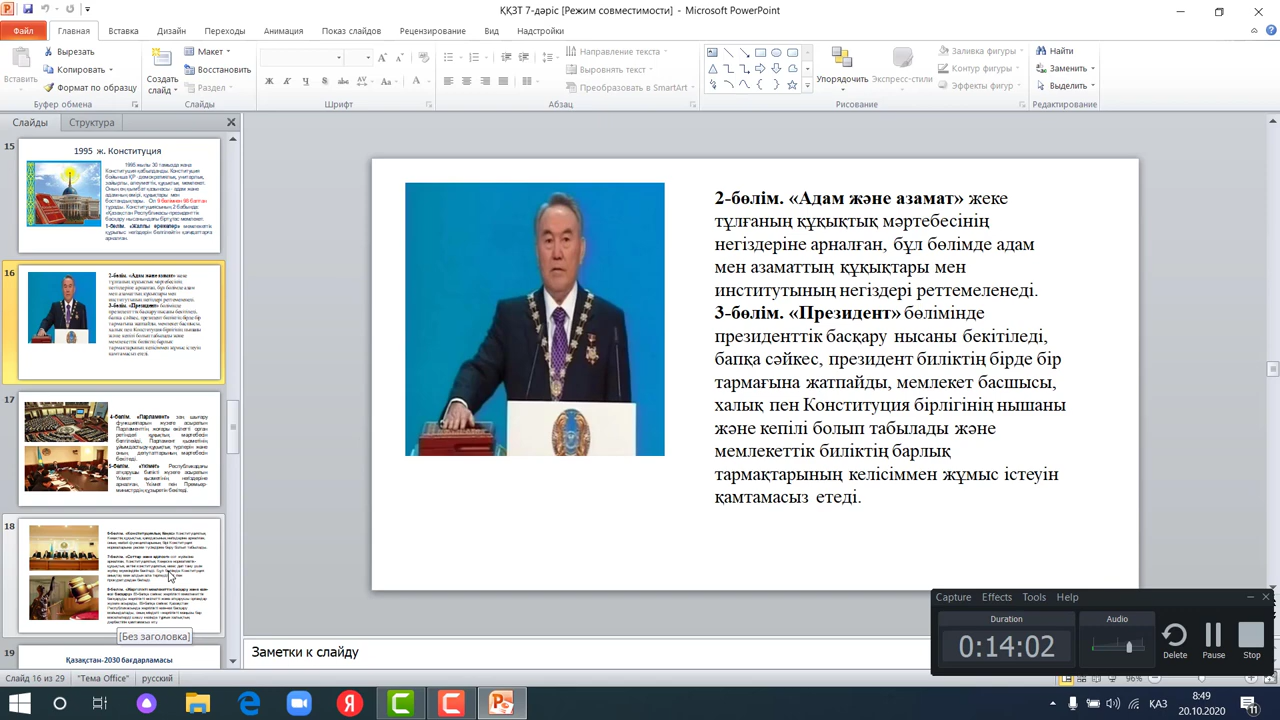 ҚҚЗТ 7-дәріс [Режим совместимости] - Microsoft PowerPoint
Файл
Главная
Вставка
Дизайн
Переходы
Анимация
Показ слайдов
Рецензирование
Вид
Надстройки
Вставить
Вырезать
Копировать
Формат по образцу
Буфер обмена
Создать слайд
Макет
Восстановить
Раздел
Слайды
Шрифт
Направление текста
Выровнять текст
Преобразовать в SmartArt
Абзац
Упорядочить
Экспресс-стили
Заливка фигуры
Контур фигуры
Эффекты фигур
Рисование
Найти
Заменить
Выделить
Редактирование
Слайды
Структура
15
1995 ж. Конституция
16
17
18
[Без заголовка]
19
Қазақстан-2030 бағдарламасы
2-бөлім. «Адам және азамат» жеке
тұлғаның құқықтық мәртебесінің
негіздеріне арналған, бұл бөлімде адам
мен азаматтың құқықтары мен
институтының негіздері реттемеленеді.
3-бөлім. «Президент» бөлімінде
президенттік басқару нысаны бекітіледі,
баңқа сәйкес, президент биліктің бірде бір
тармағына жатпайды, мемлекет басшысы,
халық пен Конституция бірлігінің нышаны
және кепілі болып табылады және
мемлекеттік биліктің барлық
тармақтарының келісіммен жұмыс істеуін
қамтамасыз етеді.
Заметки к слайду
Capture
Effects
Tools
Help
Duration
0:14:02
Audio
Delete
Pause
Stop
Слайд 16 из 29
"Тема Office"
русский
96%
ҚАЗ
8:49
20.10.2020